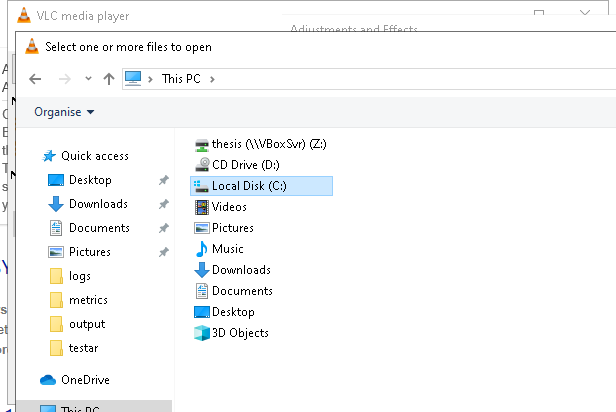 VLC media player
Adjustments and Effects
Select one or more files to open
This PC
Organise
Quick access
Desktop
Downloads
Documents
Pictures
logs
metrics
output
testar
OneDrive
This PC
thesis (\\VBoxSvr) (Z:)
CD Drive (D:)
Local Disk (C:)
Videos
Pictures
Music
Downloads
Documents
Desktop
3D Objects